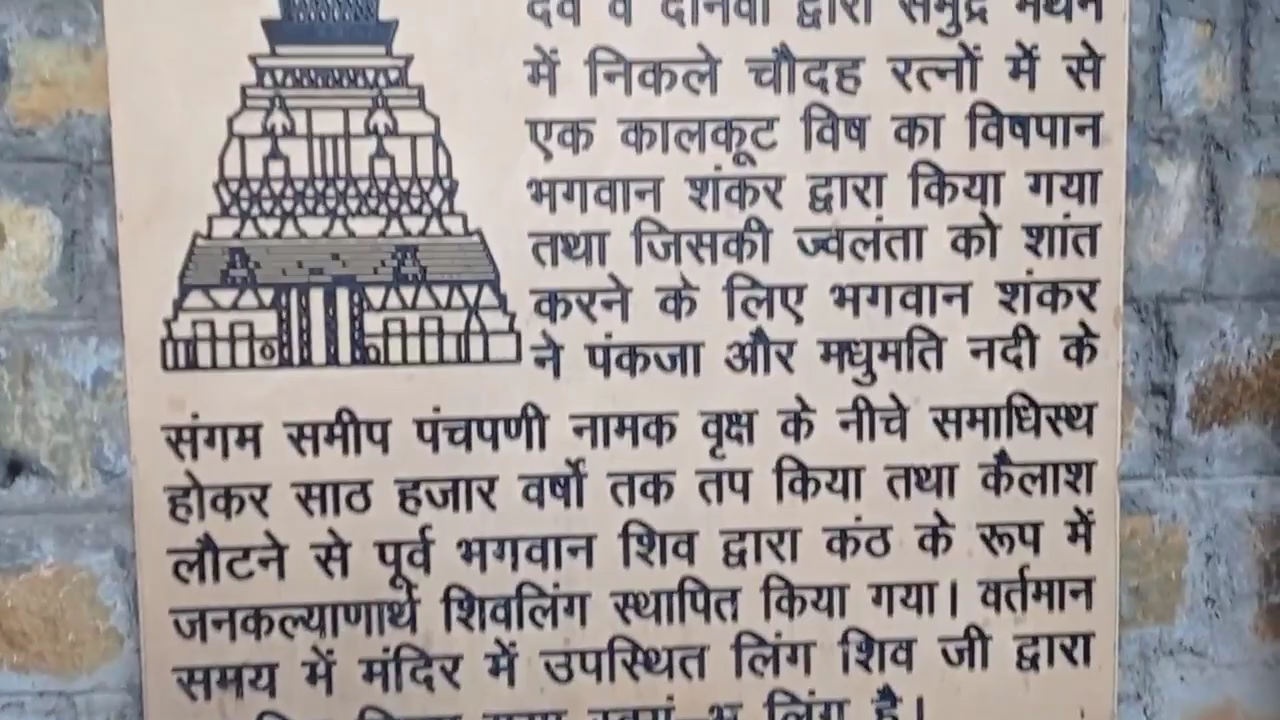 देव व दानवों द्वारा समुद्र मंथन
में निकले चौदह रत्नों में से
एक कालकूट विष का विषपान
भगवान शंकर द्वारा किया गया
तथा जिसकी ज्वलंता को शांत
करने के लिए भगवान शंकर
ने पंकजा और मधुमति नदी के
संगम समीप पंचपणी नामक वृक्ष के नीचे समाधिस्थ
होकर साठ हजार वर्षो तक तप किया तथा कैलाश
लौटने से पूर्व भगवान शिव द्वारा कंठ के रूप में
जनकल्याणार्थ शिवलिंग स्थापित किया गया। वर्तमान
समय में मंदिर में उपस्थित लिंग शिव जी द्वारा
लिंग है।